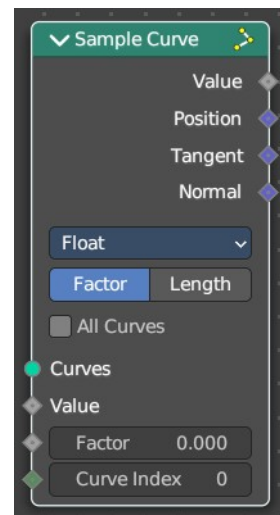 Sample Curve
Value
Position
Tangent
Normal
Float
Factor Length
All Curves
Curves
Value
Factor 0.000
Curve Index 0